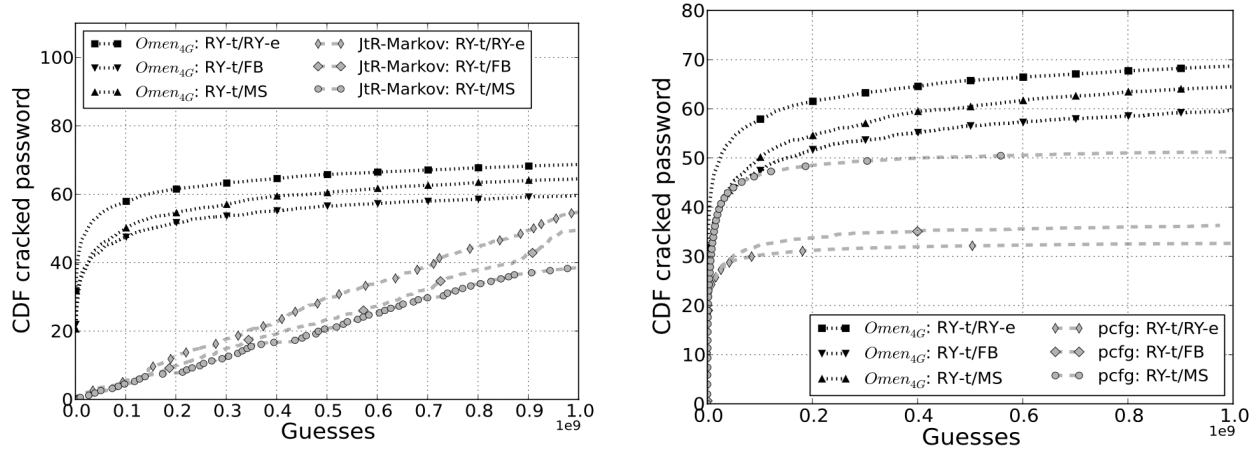 100
80
60
40
20
0
0.0 0.1 0.2 0.3 0.4 0.5 0.6 0.7 0.8 0.9 1.0
1e9
Guesses
CDF cracked password
Omen4G: RY-t/RY-e
Omen4G: RY-t/FB
Omen4G: RY-t/MS
JtR-Markov: RY-t/RY-e
JtR-Markov: RY-t/FB
JtR-Markov: RY-t/MS
80
70
60
50
40
30
20
10
0
0.0 0.2 0.4 0.6 0.8 1.0
1e9
Guesses
CDF cracked password
Omen4G: RY-t/RY-e
Omen4G: RY-t/FB
Omen4G: RY-t/MS
pcfg: RY-t/RY-e
pcfg: RY-t/FB
pcfg: RY-t/MS